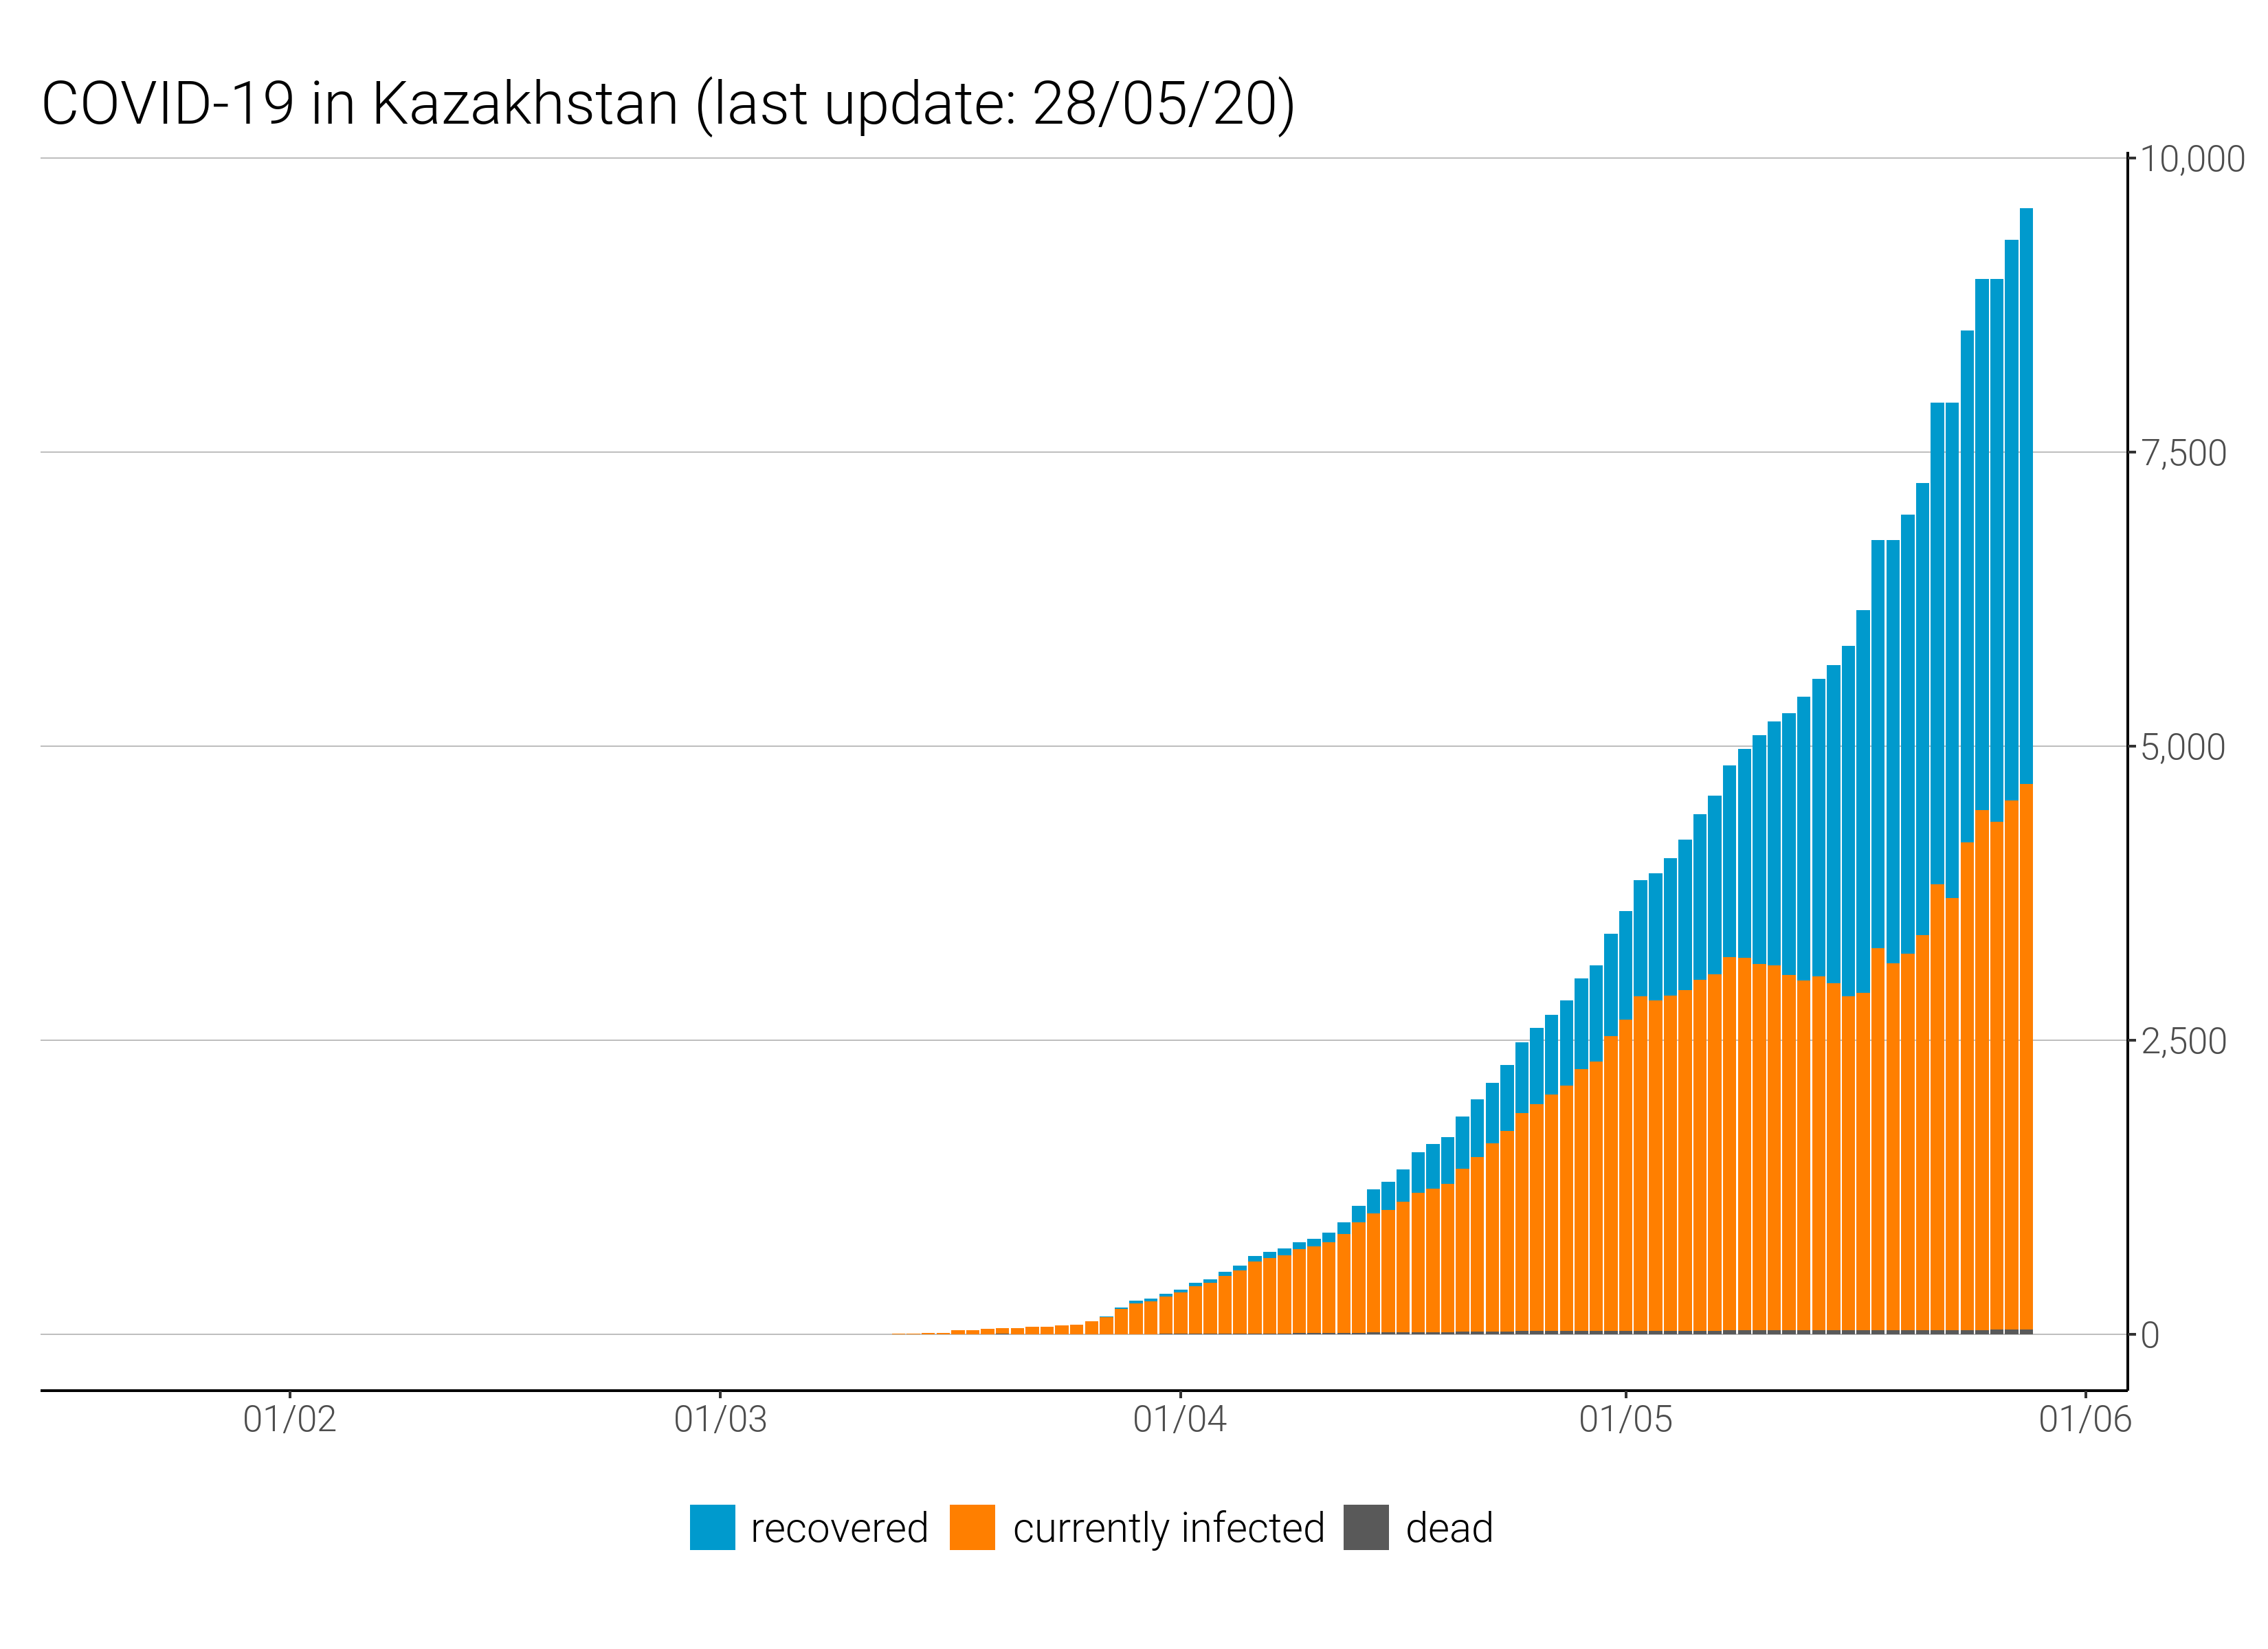 COVID-19 in Kazakhstan (last update: 28/05/20)
10,000
7,500
5,000
2,500
0
01/02 01/03 01/04 01/05 01/06
recovered currently infected dead